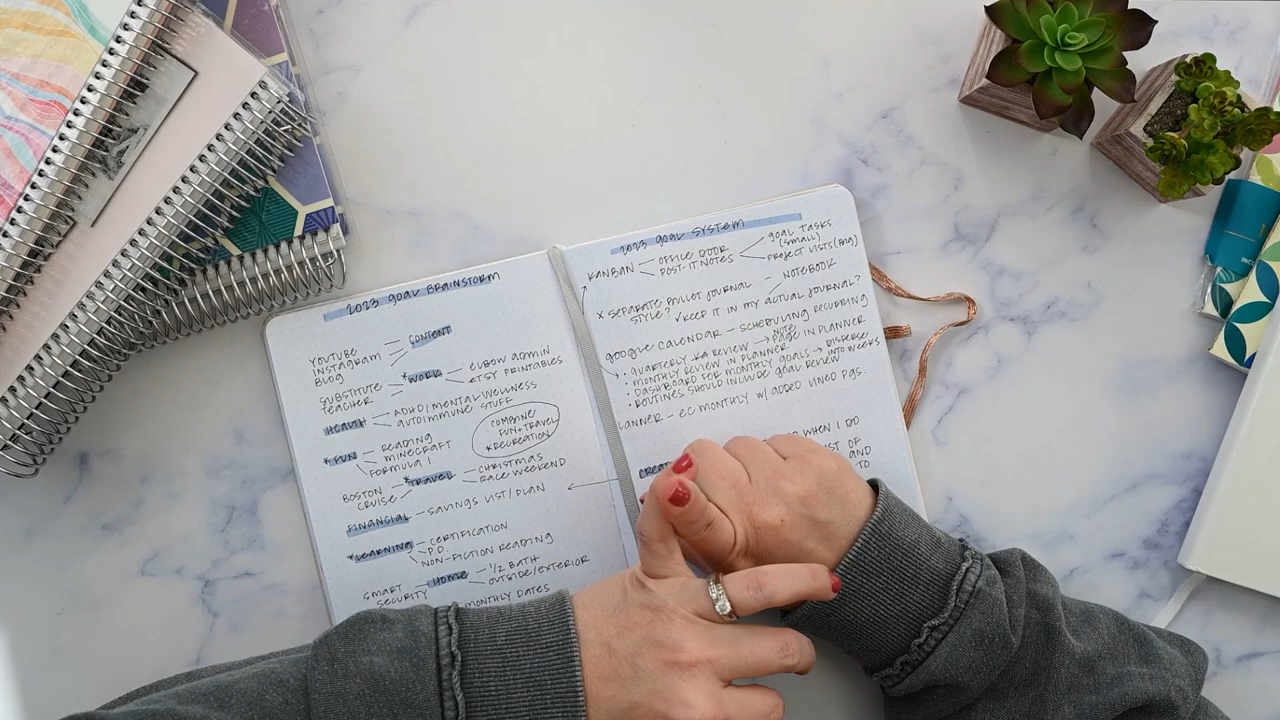 2023 GOAL BRAINSTORM
CONTENT
YOUTUBE
INSTAGRAM
BLOG
*WORK
ELBOW ADMIN
ETSY PRINTABLES
SUBSTITUTE
TEACHER
HEALTH
ADHD/MENTAL WELLNESS
AUTOIMMUNE STUFF
*FUN
READING
MINECRAFT
FORMULA 1
COMBINE
FUN + TRAVEL
*RECREATION
BOSTON
CRUISE
*TRAVEL
CHRISTMAS
RACE WEEKEND
FINANCIAL — SAVINGS LIST/PLAN
*LEARNING
CERTIFICATION
P.D.
NON-FICTION READING
SMART
SECURITY
HOME
1/2 BATH
OUTSIDE/EXTERIOR
MONTHLY DATES
2023 GOAL SYSTEM
KANBAN
OFFICE DOOR
POST-IT NOTES
GOAL TASKS
(SMALL)
PROJECT LISTS (BIG)
* SEPARATE BULLET JOURNAL
STYLE?
NOTEBOOK
✓KEEP IT IN MY ACTUAL JOURNAL?
GOOGLE CALENDAR — SCHEDULING RECURRING
• QUARTERLY REVIEW → NOTE PAGE IN PLANNER
• MONTHLY REVIEW IN PLANNER
• DASHBOARD FOR MONTHLY GOALS → DISPERSE INTO WEEKS
• ROUTINES SHOULD INCLUDE GOAL REVIEW
LANNER — EC MONTHLY W/ ADDED LINED PGS.
CREAT
WHEN I DO
OF
AND
TO